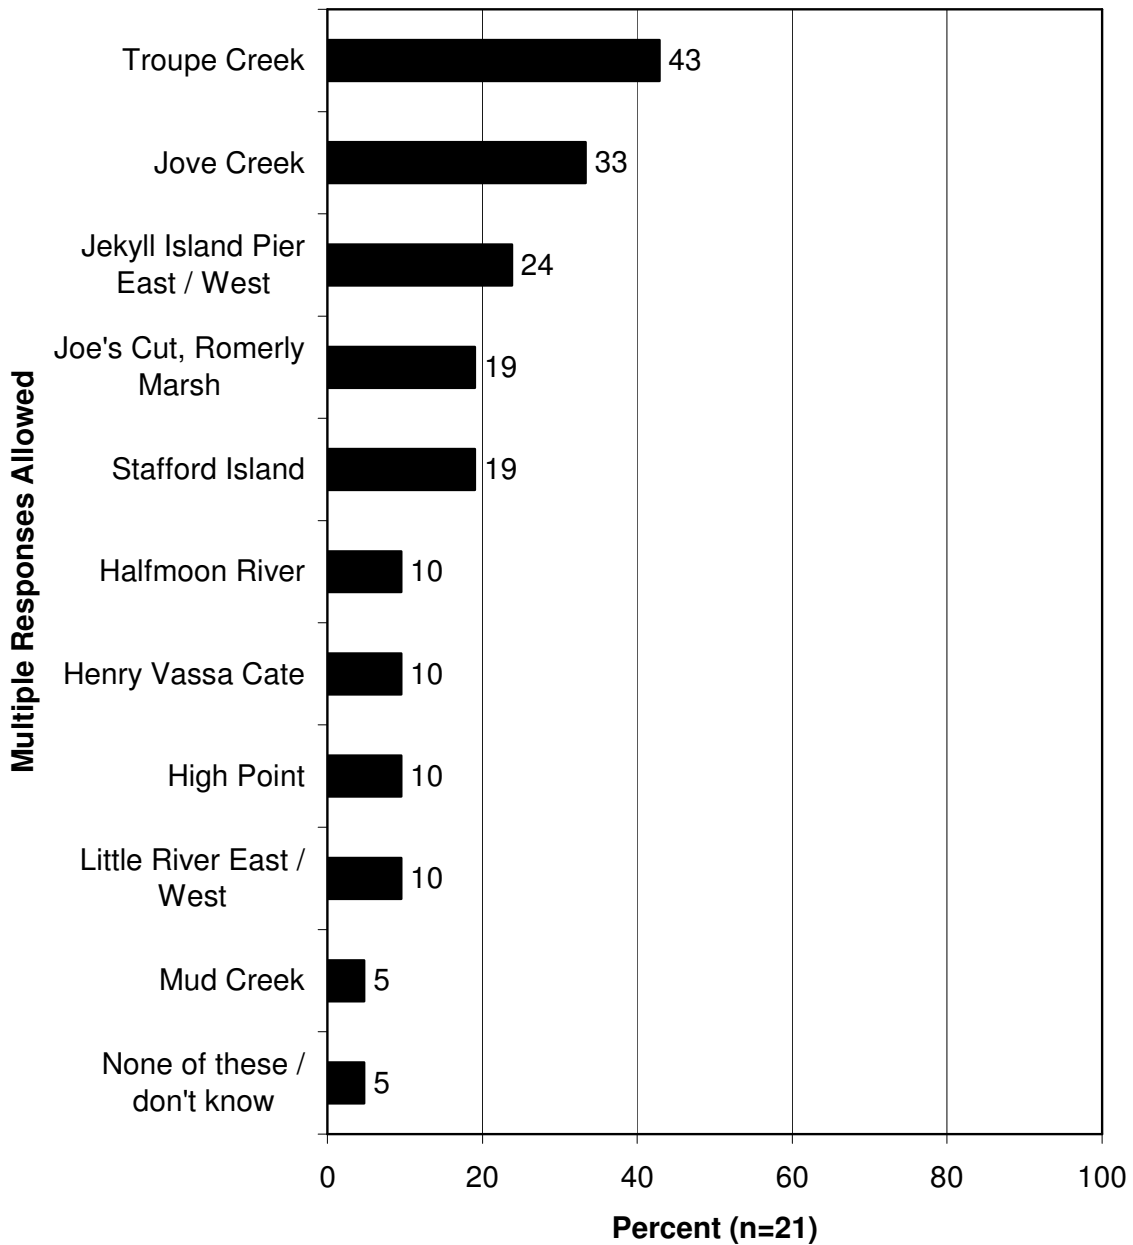 Troupe Creek
43
Jove Creek
33
Jekyll Island Pier
East / West
24
Joe's Cut, Romerly
Marsh
19
Stafford Island
19
Halfmoon River
10
Henry Vassa Cate
10
High Point
10
Little River East /
West
10
Mud Creek
5
None of these /
don't know
5
Multiple Responses Allowed
0 20 40 60 80 100
Percent (n=21)